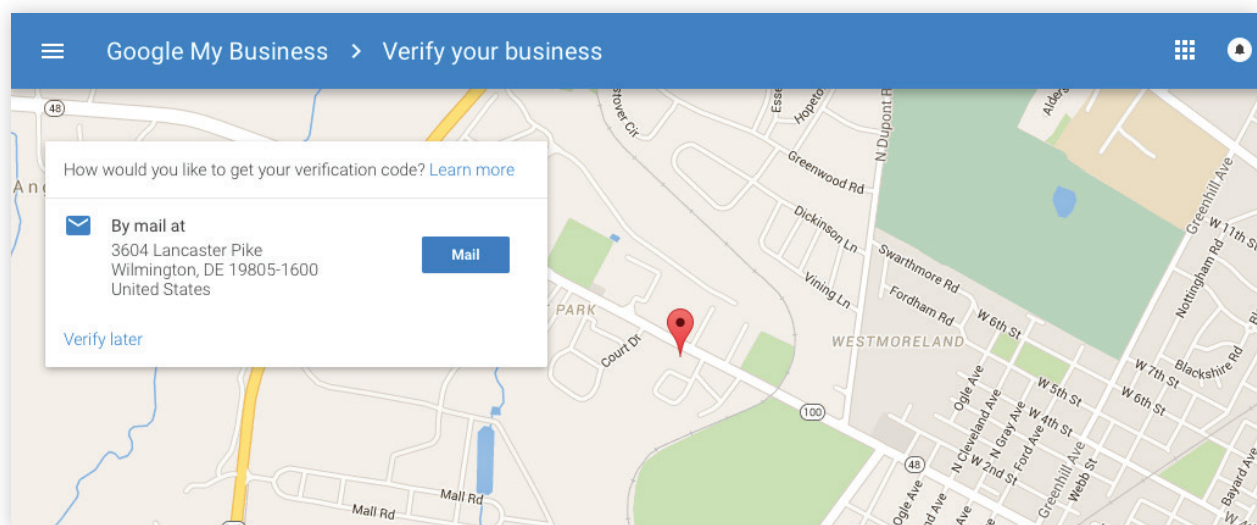 Google My Business > Verify your business
48
How would you like to get your verification code? Learn more
By mail at
3604 Lancaster Pike
Wilmington, DE 19805-1600
United States
Mail
Verify later
Greenwood Rd
N Dupont R
Greenhill Ave
W 11th St
Nottingham Rd
Dickinson Ln
Swarthmore Rd
Vining Ln
Fordham Rd
PARK
Court Dr
WESTMORELAND
W 6th St
W 7th St
Blackshire Rd
W 5th St
W 6th St
Ogle Ave
N Cleveland Ave
N Gray Ave
Ford Ave
W 4th St
100
48
W 2nd St
Greenhill Ave
Webb St
Bayard Ave
Ogle Ave
Mall Rd
Mall Rd